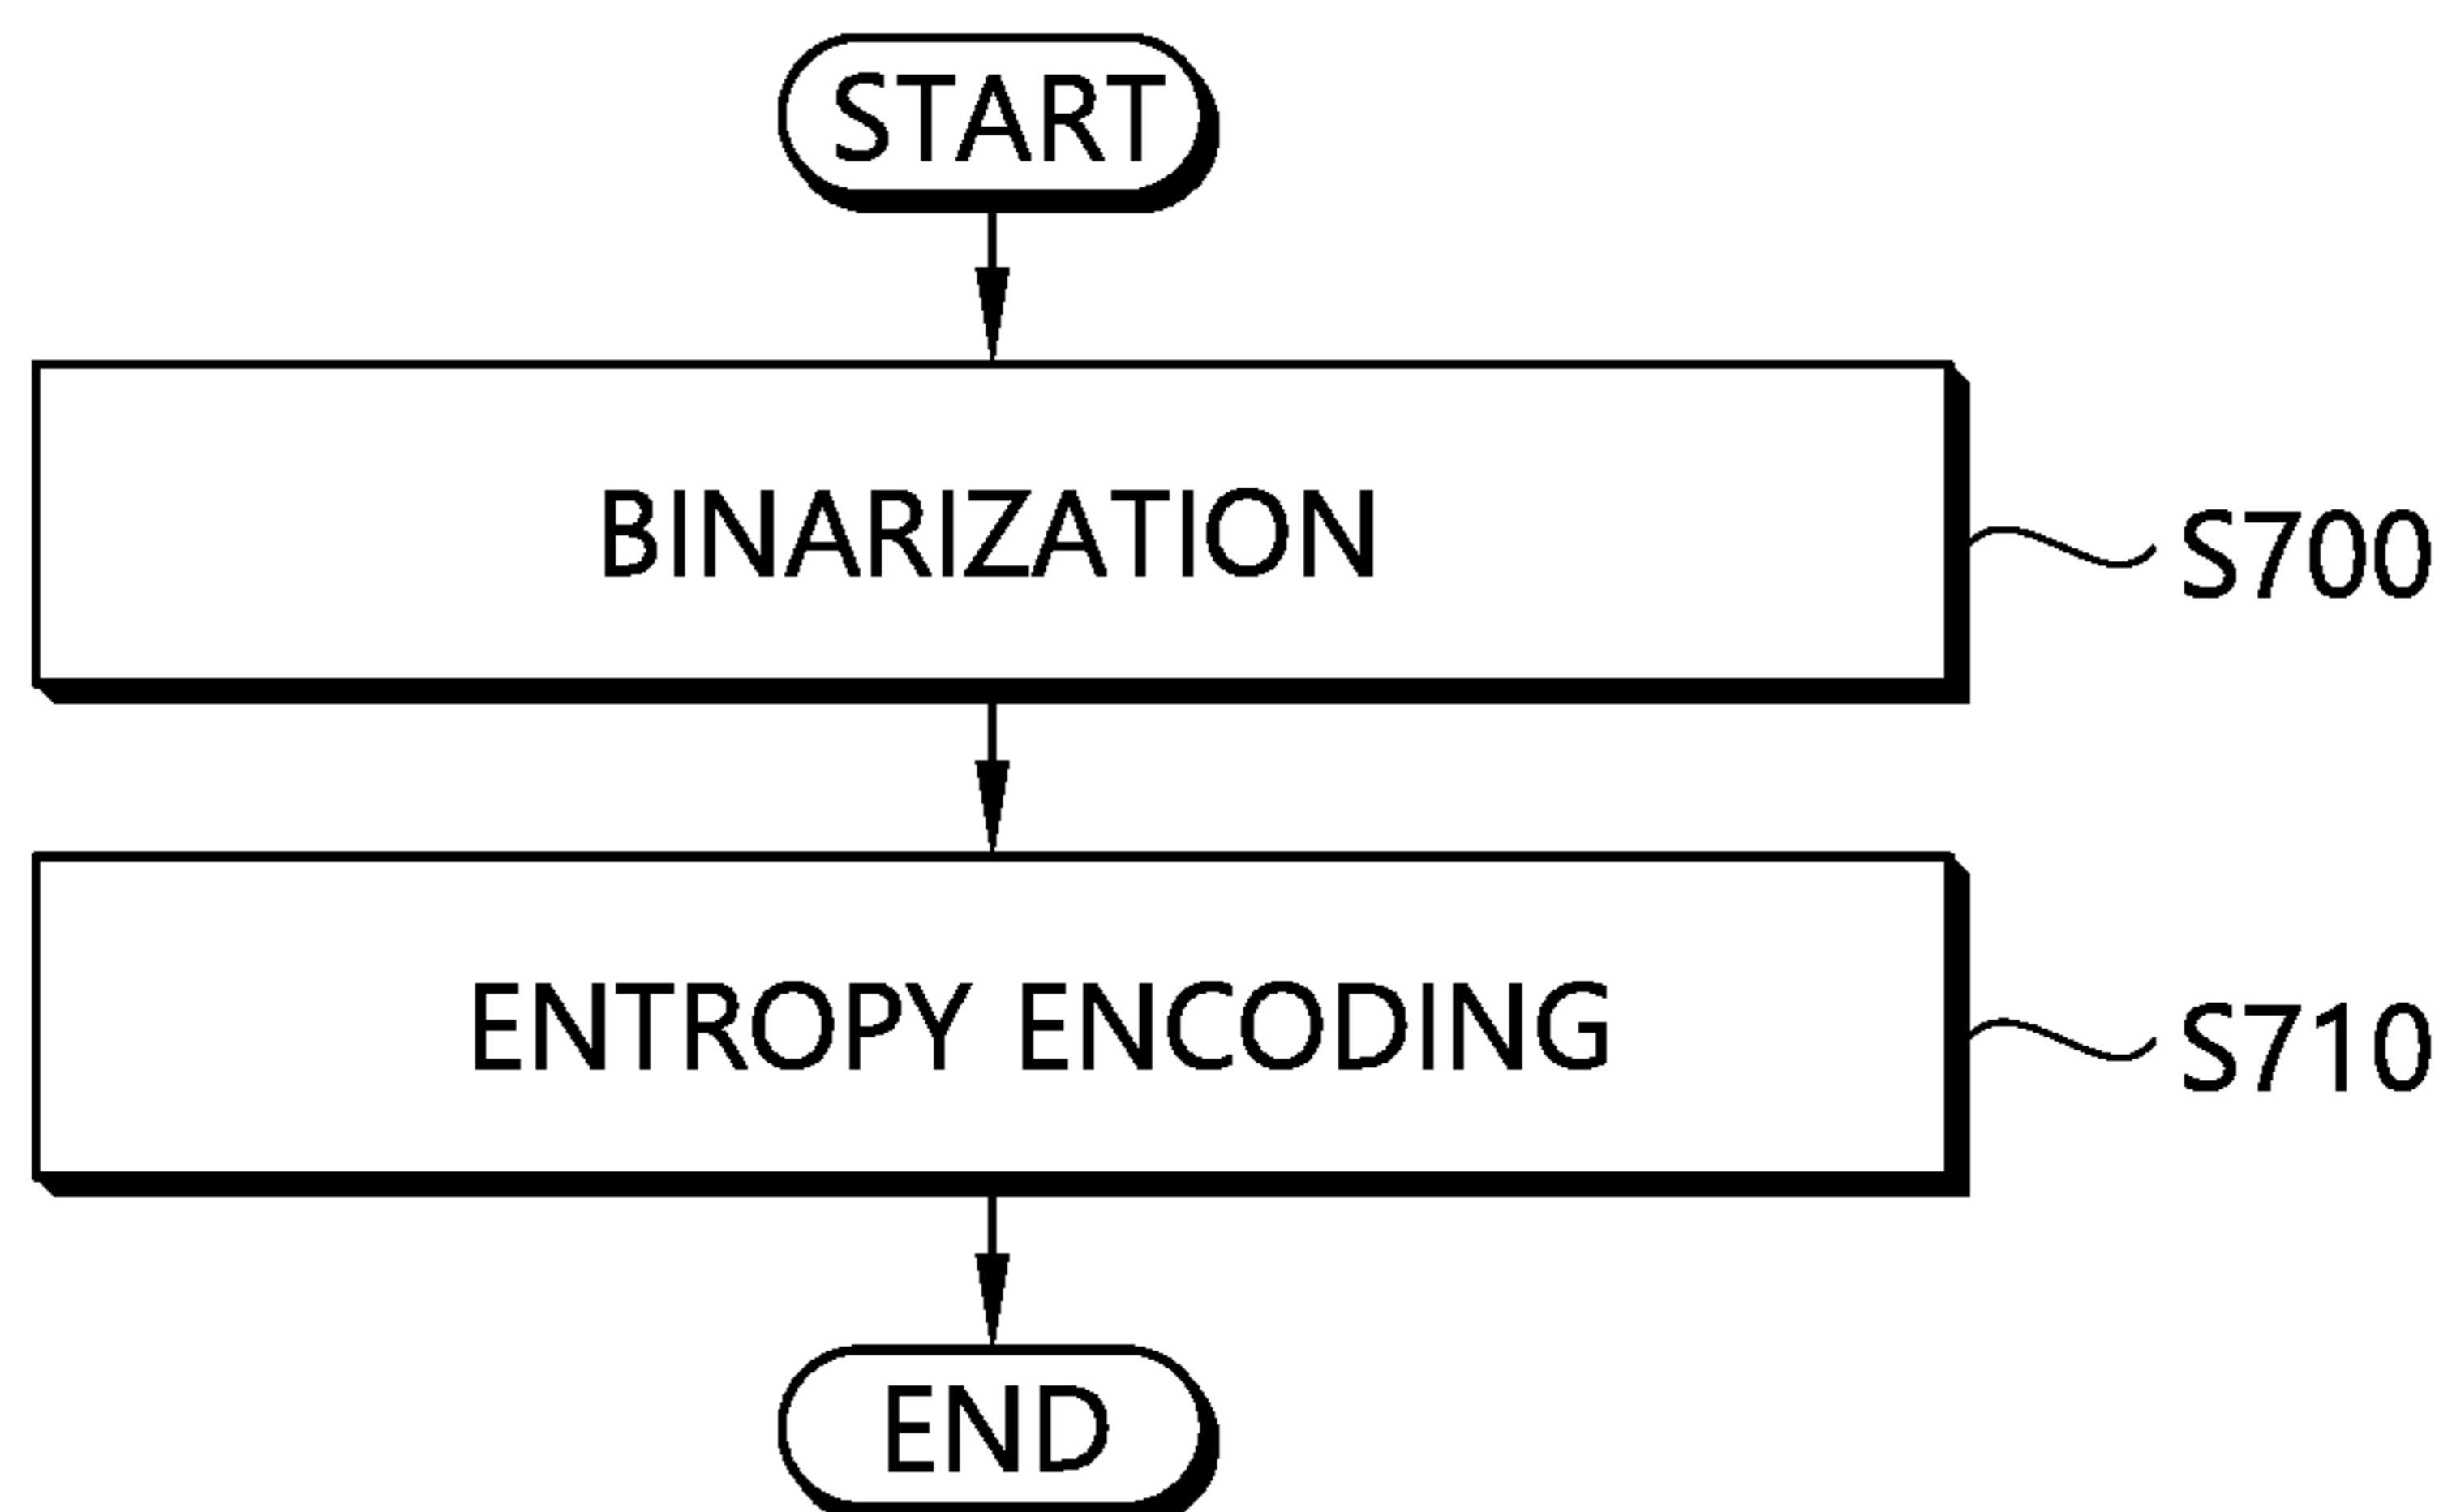 START
BINARIZATION
S700
ENTROPY ENCODING
S710
END